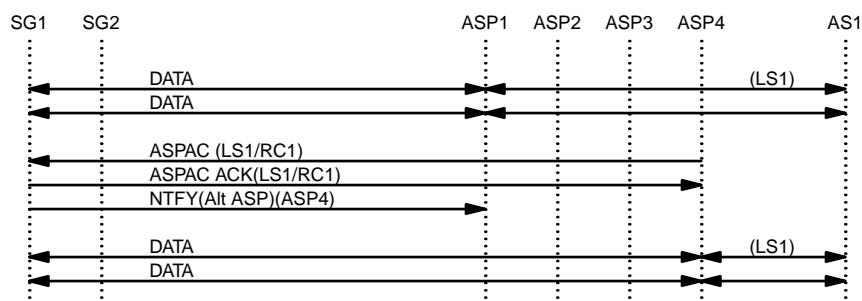 SG1 SG2 ASP1 ASP2 ASP3 ASP4 AS1
DATA (LS1)
DATA
ASPAC (LS1/RC1)
ASPAC ACK(LS1/RC1)
NTFY(Alt ASP)(ASP4)
DATA (LS1)
DATA